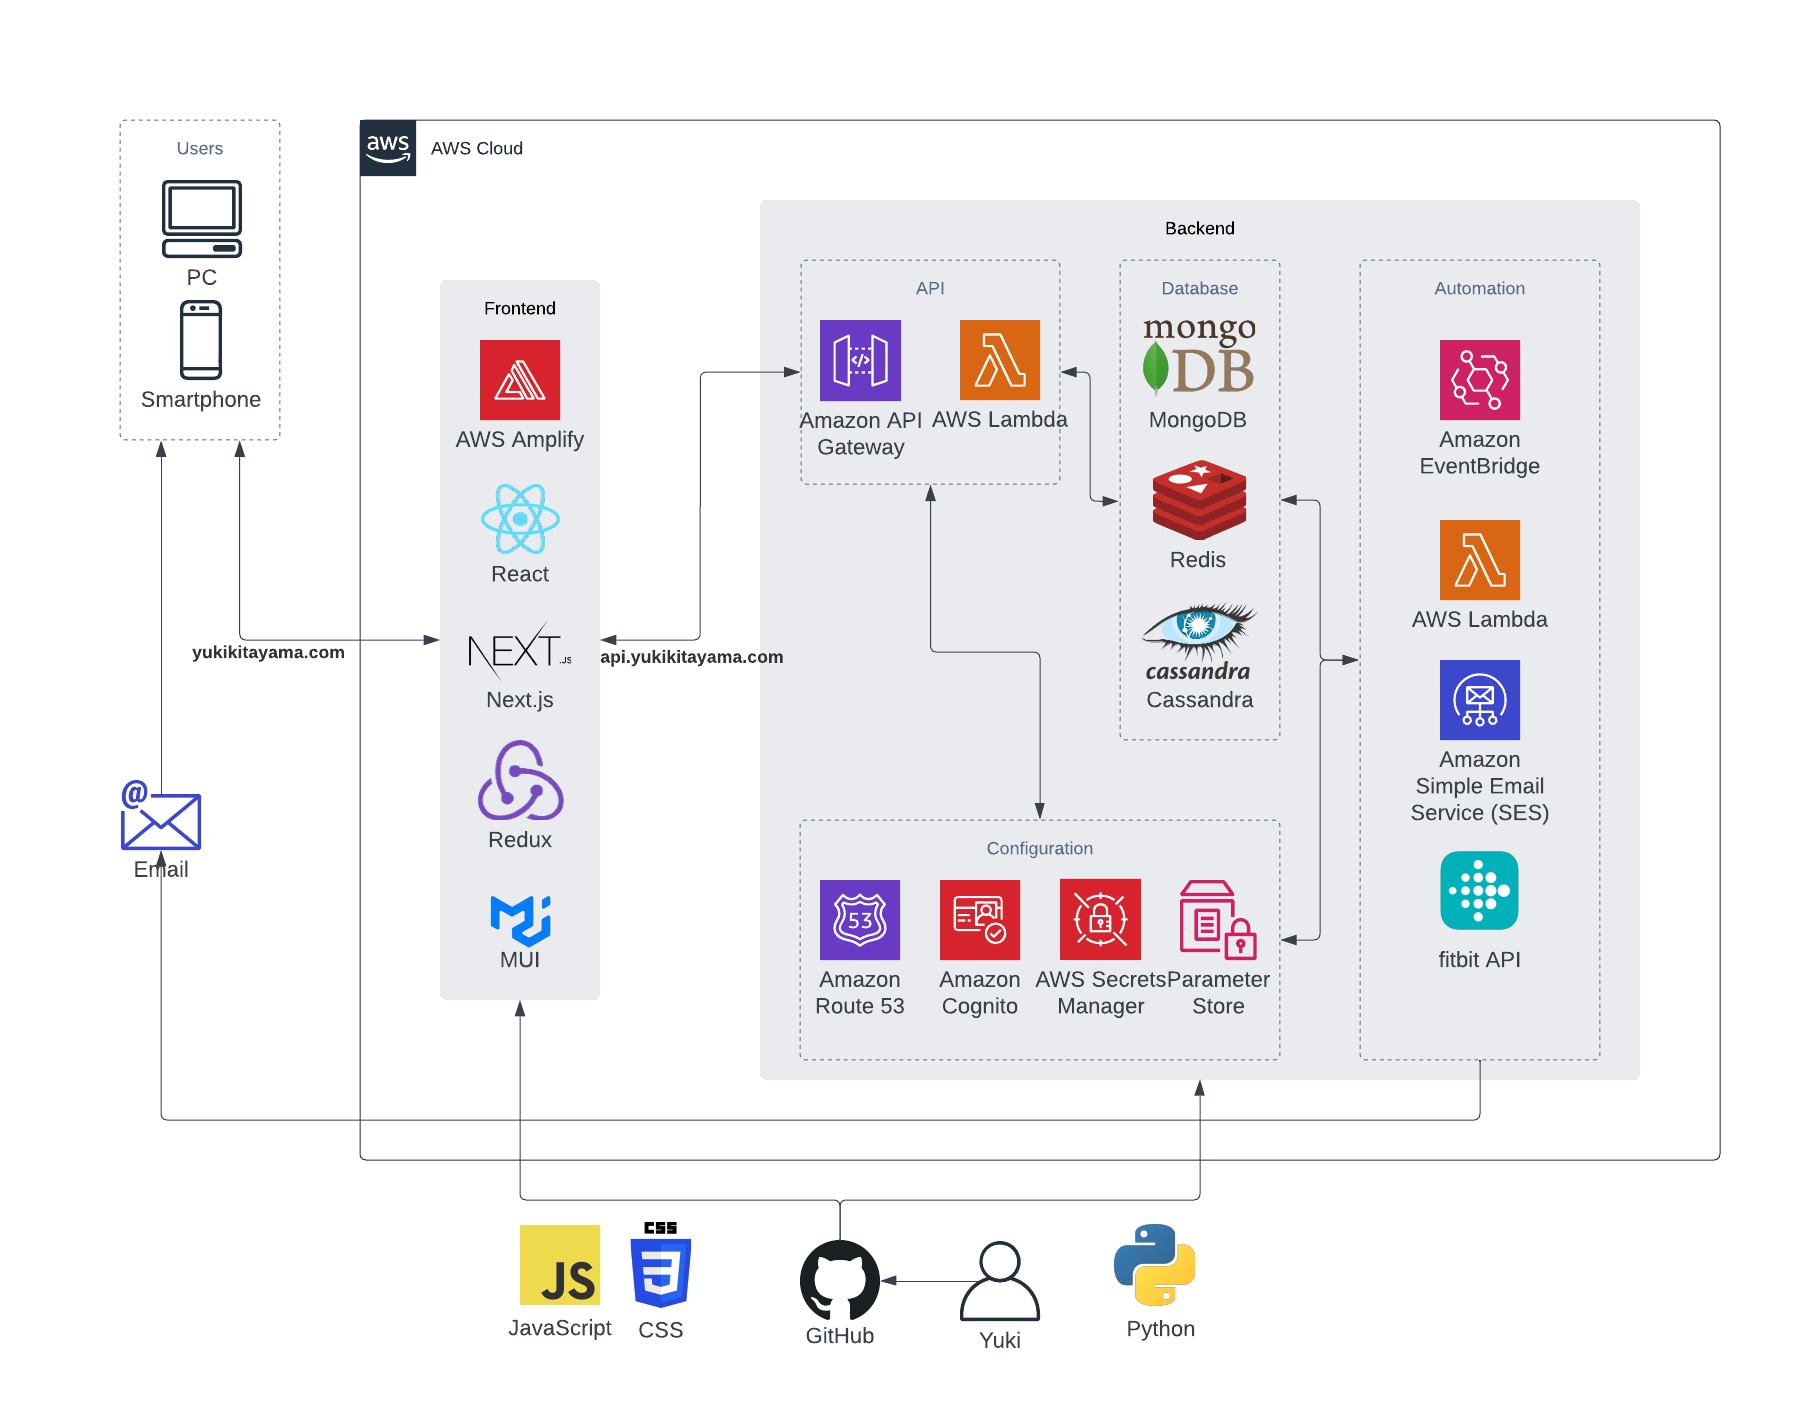 Users
PC
Smartphone
yukikitayama.com
@
Email
aws
AWS Cloud
Frontend
AWS Amplify
React
NEXT.JS
Next.js
Redux
MUI
api.yukikitayama.com
Backend
API
</>
Amazon API
Gateway
AWS Lambda
Database
mongo
DB
MongoDB
Redis
cassandra
Cassandra
Automation
Amazon
EventBridge
AWS Lambda
Amazon
Simple Email
Service (SES)
fitbit API
Configuration
53
Amazon
Route 53
Amazon
Cognito
AWS Secrets
Manager
Parameter
Store
JS
JavaScript
CSS
CSS
GitHub
Yuki
Python